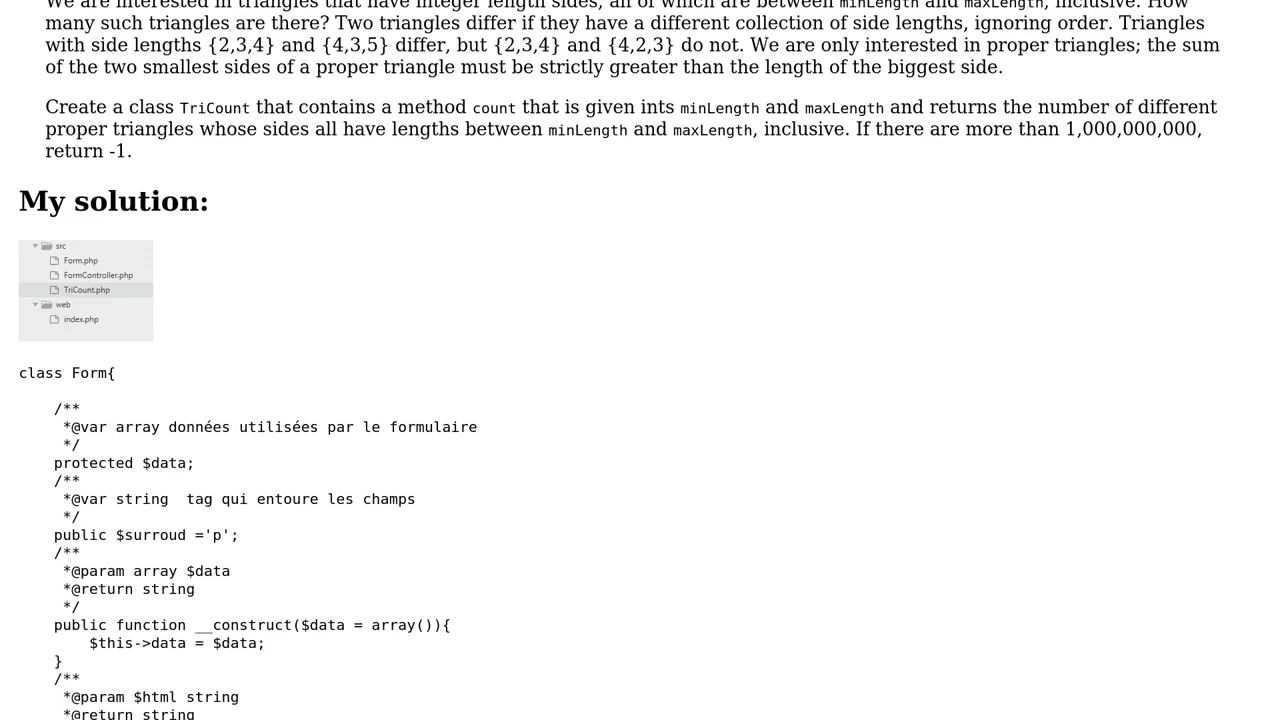 We are interested in triangles that have integer length sides, all of which are between minLength and maxLength, inclusive. How
many such triangles are there? Two triangles differ if they have a different collection of side lengths, ignoring order. Triangles
with side lengths {2,3,4} and {4,3,5} differ, but {2,3,4} and {4,2,3} do not. We are only interested in proper triangles; the sum
of the two smallest sides of a proper triangle must be strictly greater than the length of the biggest side.
Create a class TriCount that contains a method count that is given ints minLength and maxLength and returns the number of different
proper triangles whose sides all have lengths between minLength and maxLength, inclusive. If there are more than 1,000,000,000,
return -1.
My solution:
src
Form.php
FormController.php
TriCount.php
web
index.php
class Form{
/**
*@var array données utilisées par le formulaire
*/
protected $data;
/**
*@var string  tag qui entoure les champs
*/
public $surroud ='p';
/**
*@param array $data
*@return string
*/
public function __construct($data = array()){
$this->data = $data;
}
/**
*@param $html string
*@return string